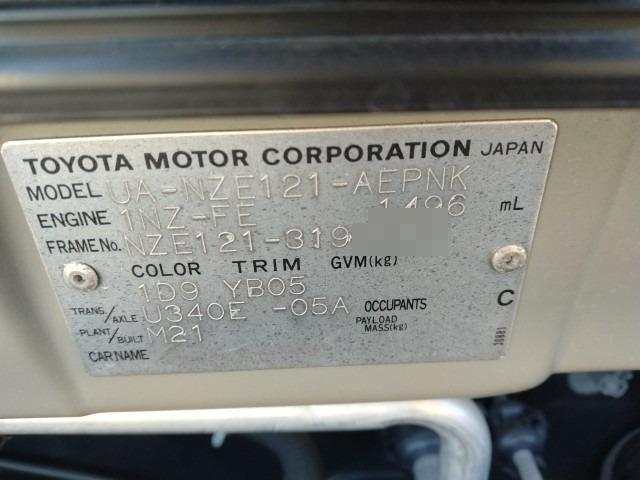 TOYOTA MOTOR CORPORATION JAPAN
MODEL UA-NZE121-AEPNK
ENGINE 1NZ-FE 1496 mL
FRAME No. NZE121-319
COLOR TRIM GVM(kg)
1D9 YB05
TRANS/AXLE U340E -05A OCCUPANTS C
PLANT/BUILT M21 PAYLOAD MASS(kg)
CAR NAME